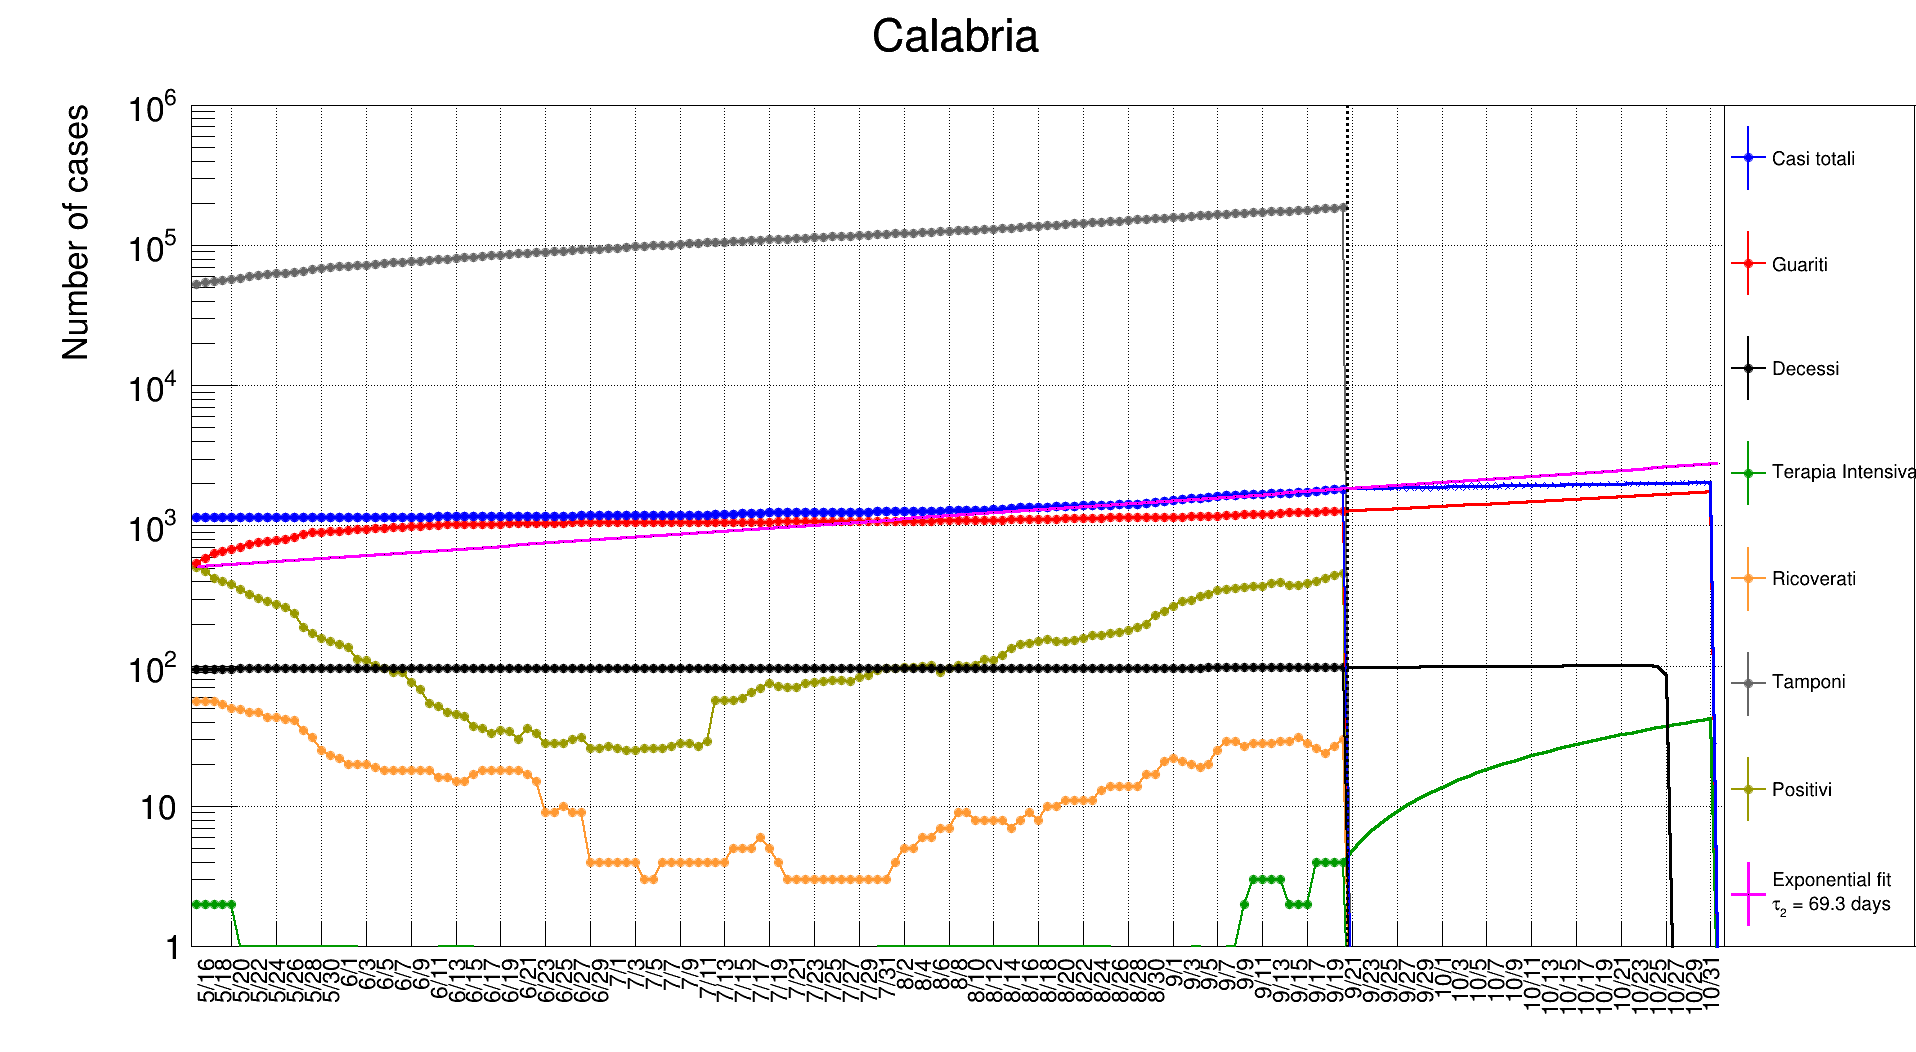 Calabria
Number of cases
10^6
10^5
10^4
10^3
10^2
10
1
5/16 5/18 5/20 5/22 5/24 5/26 5/28 5/30 6/1 6/3 6/5 6/7 6/9 6/11 6/13 6/15 6/17 6/19 6/21 6/23 6/25 6/27 6/29 7/1 7/3 7/5 7/7 7/9 7/11 7/13 7/15 7/17 7/19 7/21 7/23 7/25 7/27 7/29 7/31 8/2 8/4 8/6 8/8 8/10 8/12 8/14 8/16 8/18 8/20 8/22 8/24 8/26 8/28 8/30 9/1 9/3 9/5 9/7 9/9 9/11 9/13 9/15 9/17 9/19 9/21 9/23 9/25 9/27 9/29 10/1 10/3 10/5 10/7 10/9 10/11 10/13 10/15 10/17 10/19 10/21 10/23 10/25 10/27 10/29 10/31
Casi totali
Guariti
Decessi
Terapia Intensiva
Ricoverati
Tamponi
Positivi
Exponential fit
τ₂ = 69.3 days